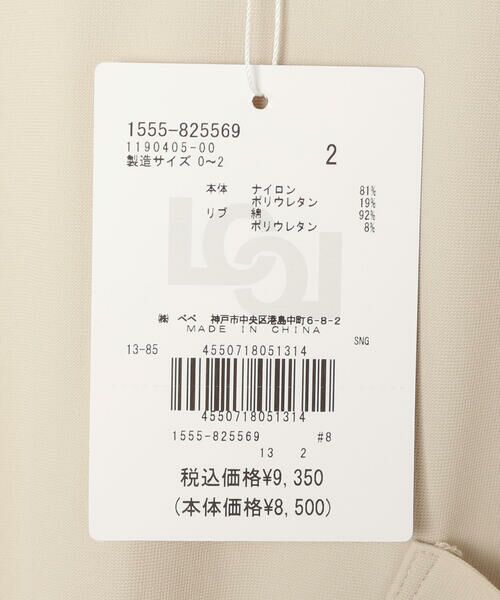 1555-825569
1190405-00
製造サイズ 0〜2
2
本体 ナイロン 81%
ポリウレタン 19%
リブ 綿 92%
ポリウレタン 8%
㈱ べべ 神戸市中央区港島中町6-8-2
MADE IN CHINA
SNG
13-85 4550718051314
4550718051314
1555-825569 #8
13 2
税込価格¥9,350
(本体価格¥8,500)